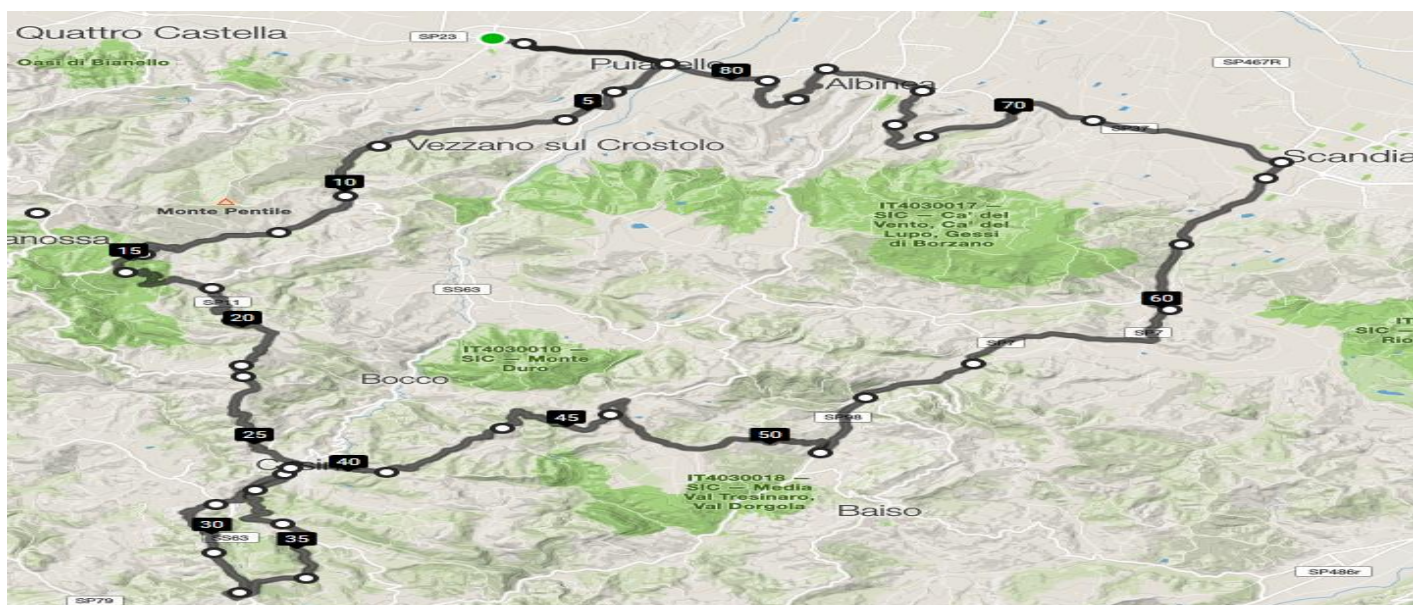 Quattro Castella
SP23
Oasi di Bianello
80
SP467R
Albinea
5
70
SP37
Vezzano sul Crostolo
Scandia
10
Monte Pentile
IT4030017 —
SIC — Ca' del
Vento, Ca' del
Lupo, Gessi
di Borzano
anossa
15
SS63
SP11
20
60
SP7
SP7
IT4030010 —
SIC — Monte
Duro
Bocco
45
SP98
25
50
40
IT4030018 —
SIC — Media
Val Tresinaro,
Val Dorgola
Baiso
30
SS63
35
SP486r
SP79